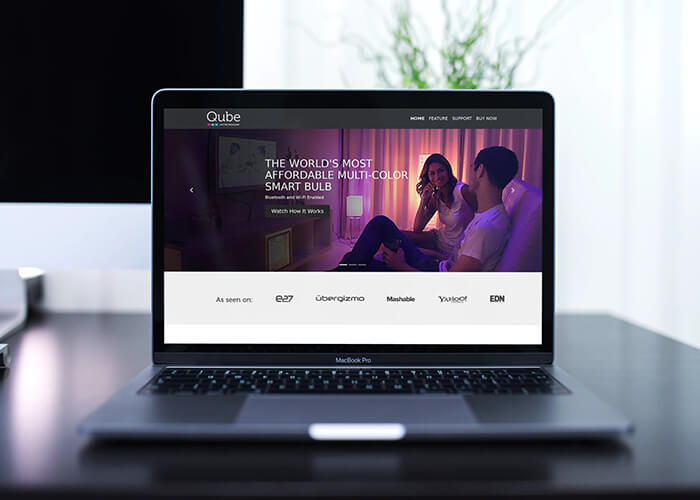 Qube
HOME FEATURE SUPPORT BUY NOW
THE WORLD'S MOST
AFFORDABLE MULTI-COLOR
SMART BULB
Bluetooth and Wi-Fi Enabled
Watch How It Works
As seen on: e27 übergizmo Mashable YAHOO! EDN
MacBook Pro